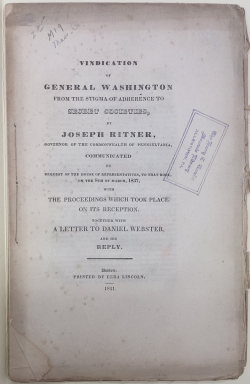 VINDICATION
OF
GENERAL WASHINGTON
FROM THE STIGMA OF ADHERENCE TO
SECRET SOCIETIES,
BY
JOSEPH RITNER,
GOVERNOR OF THE COMMONWEALTH OF PENNSYLVANIA,
COMMUNICATED
BY
REQUEST OF THE HOUSE OF REPRESENTATIVES, TO THAT BODY,
ON THE 8TH OF MARCH, 1837,
WITH
THE PROCEEDINGS WHICH TOOK PLACE
ON ITS RECEPTION.
TOGETHER WITH
A LETTER TO DANIEL WEBSTER,
AND HIS
REPLY.
Boston:
PRINTED BY EZRA LINCOLN.
1841.